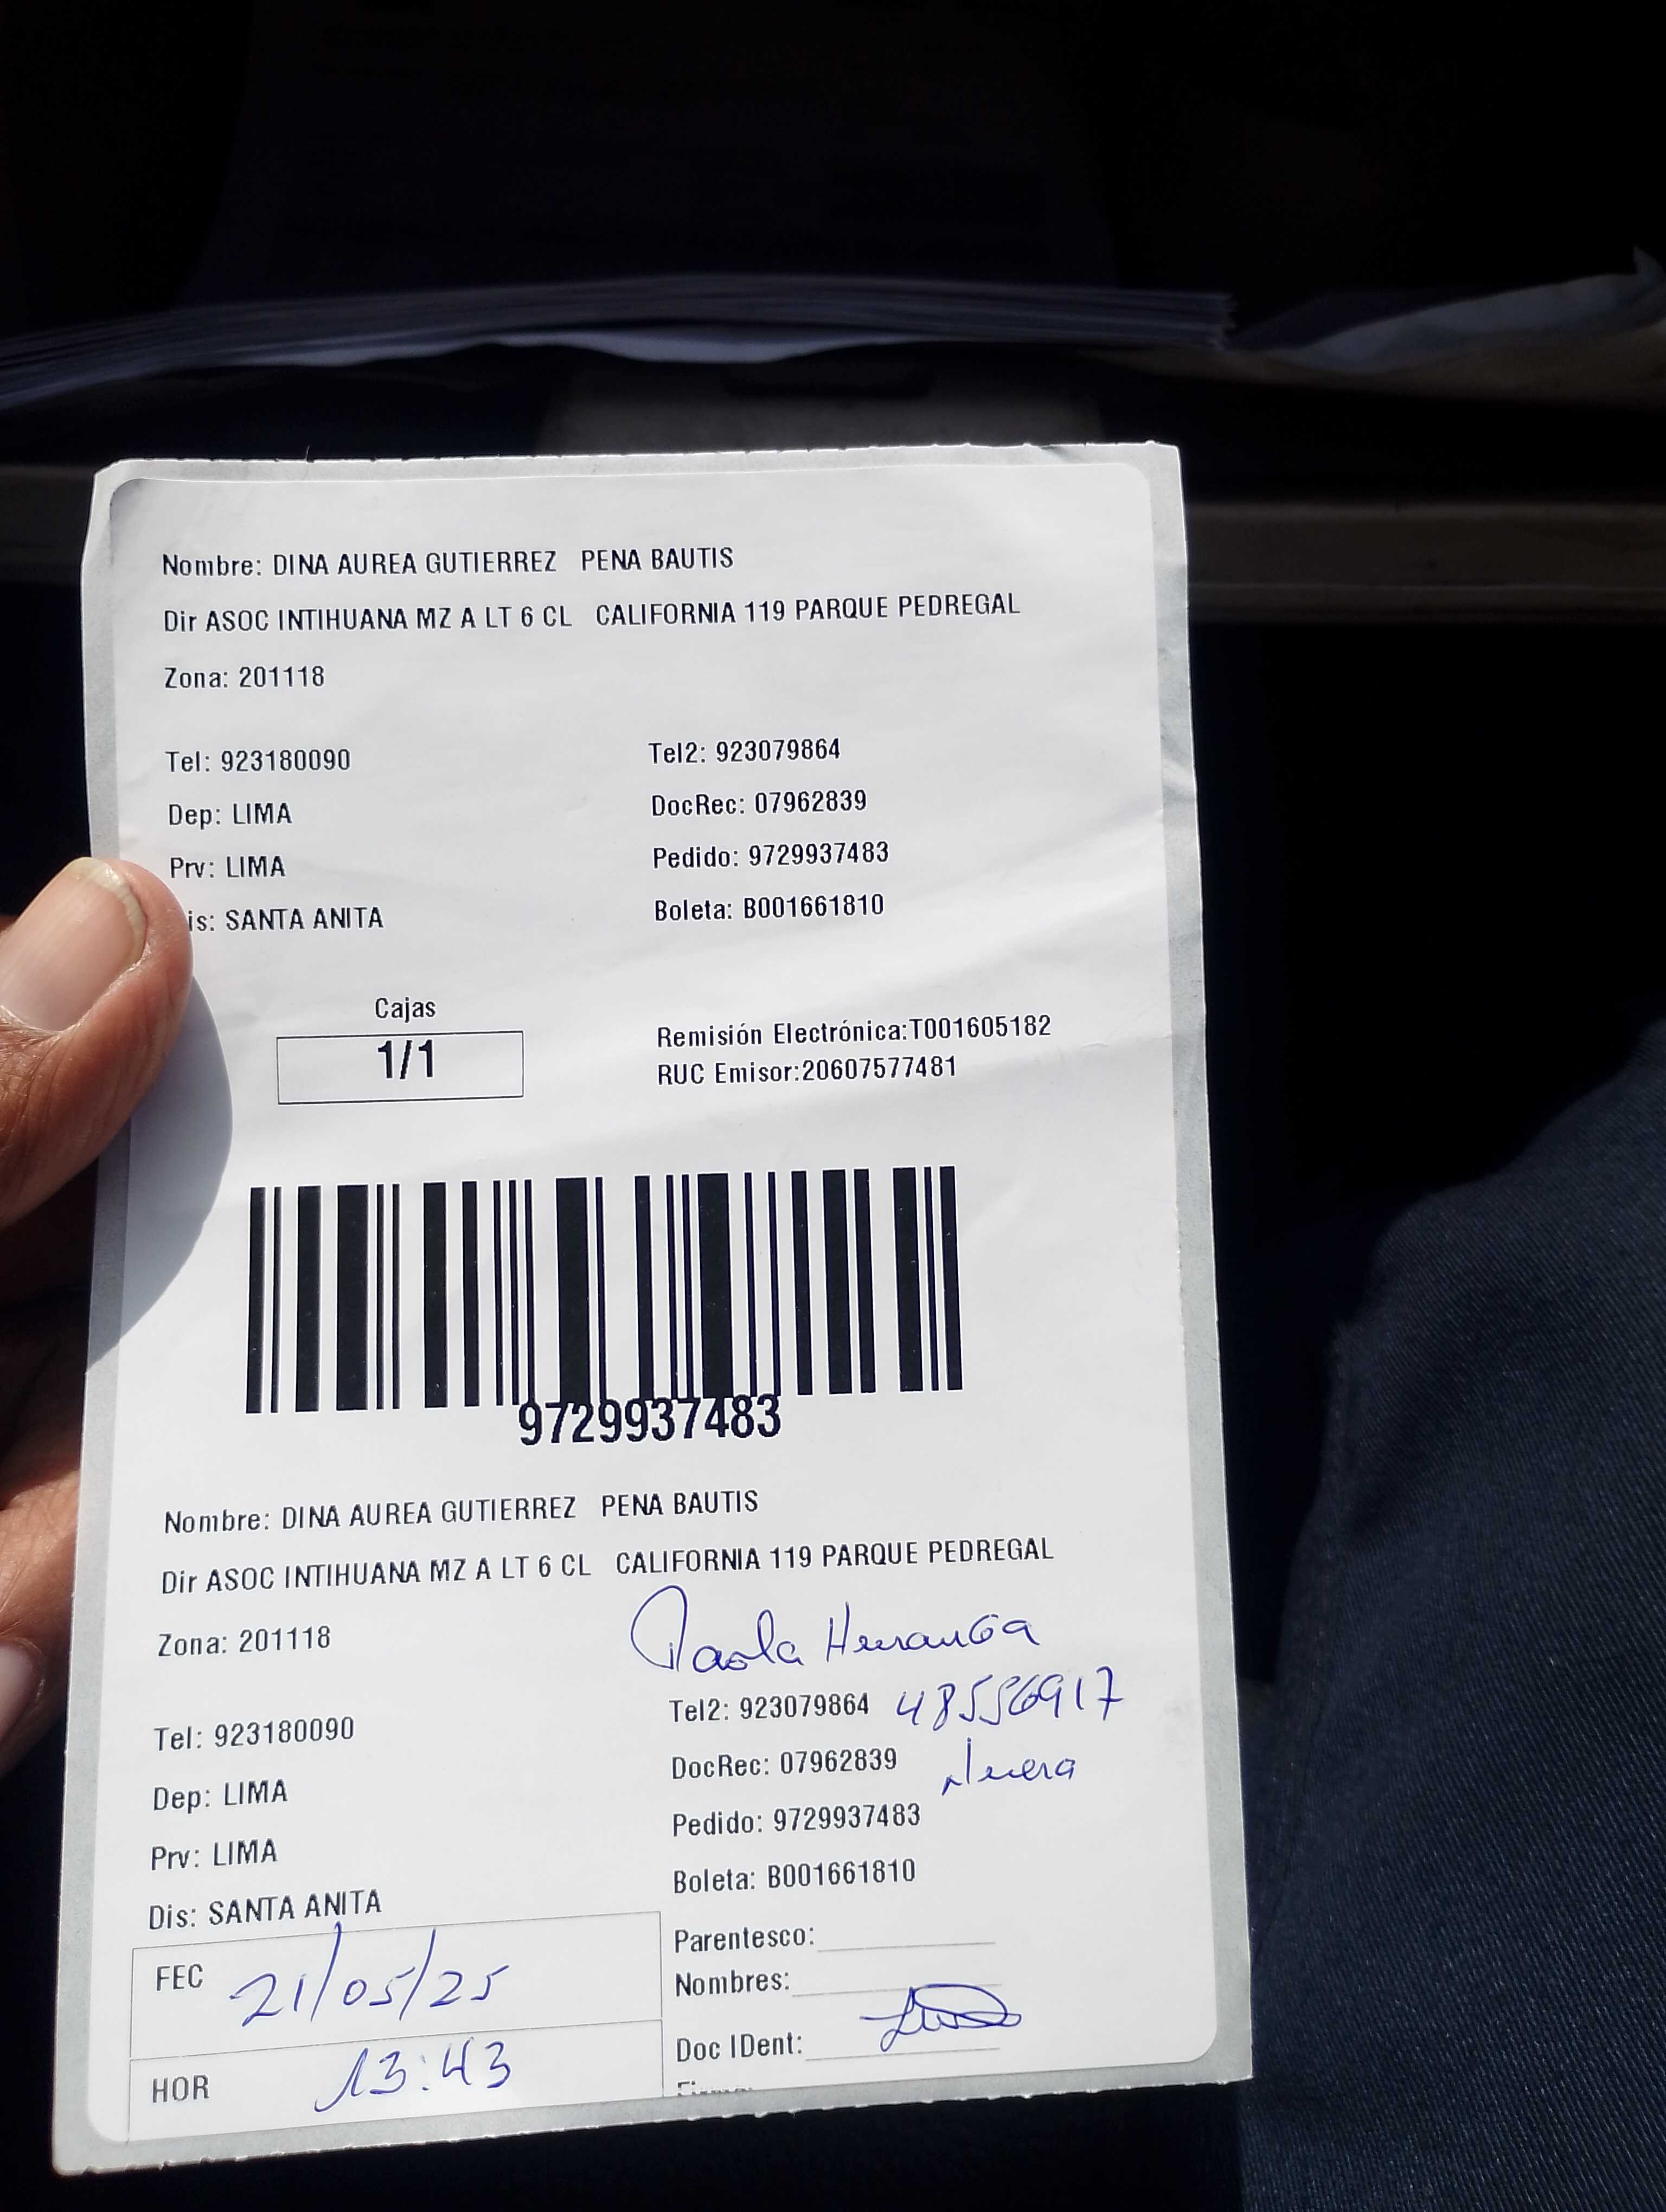 Nombre: DINA AUREA GUTIERREZ PENA BAUTIS
Dir ASOC INTIHUANA MZ A LT 6 CL CALIFORNIA 119 PARQUE PEDREGAL
Zona: 201118
Tel: 923180090 Tel2: 923079864
Dep: LIMA DocRec: 07962839
Prv: LIMA Pedido: 9729937483
is: SANTA ANITA Boleta: B001661810
Cajas
1/1
Remisión Electrónica:T001605182
RUC Emisor:20607577481
9729937483
Nombre: DINA AUREA GUTIERREZ PENA BAUTIS
Dir ASOC INTIHUANA MZ A LT 6 CL CALIFORNIA 119 PARQUE PEDREGAL
Paola
Zona: 201118
Tel2: 923079864 48556917
Tel: 923180090
DocRec: 07962839 Nuera
Dep: LIMA
Pedido: 9729937483
Prv: LIMA
Boleta: B001661810
Dis: SANTA ANITA
Parentesco:
FEC 21/05/25
Nombres:
Doc IDent:
HOR 13:43